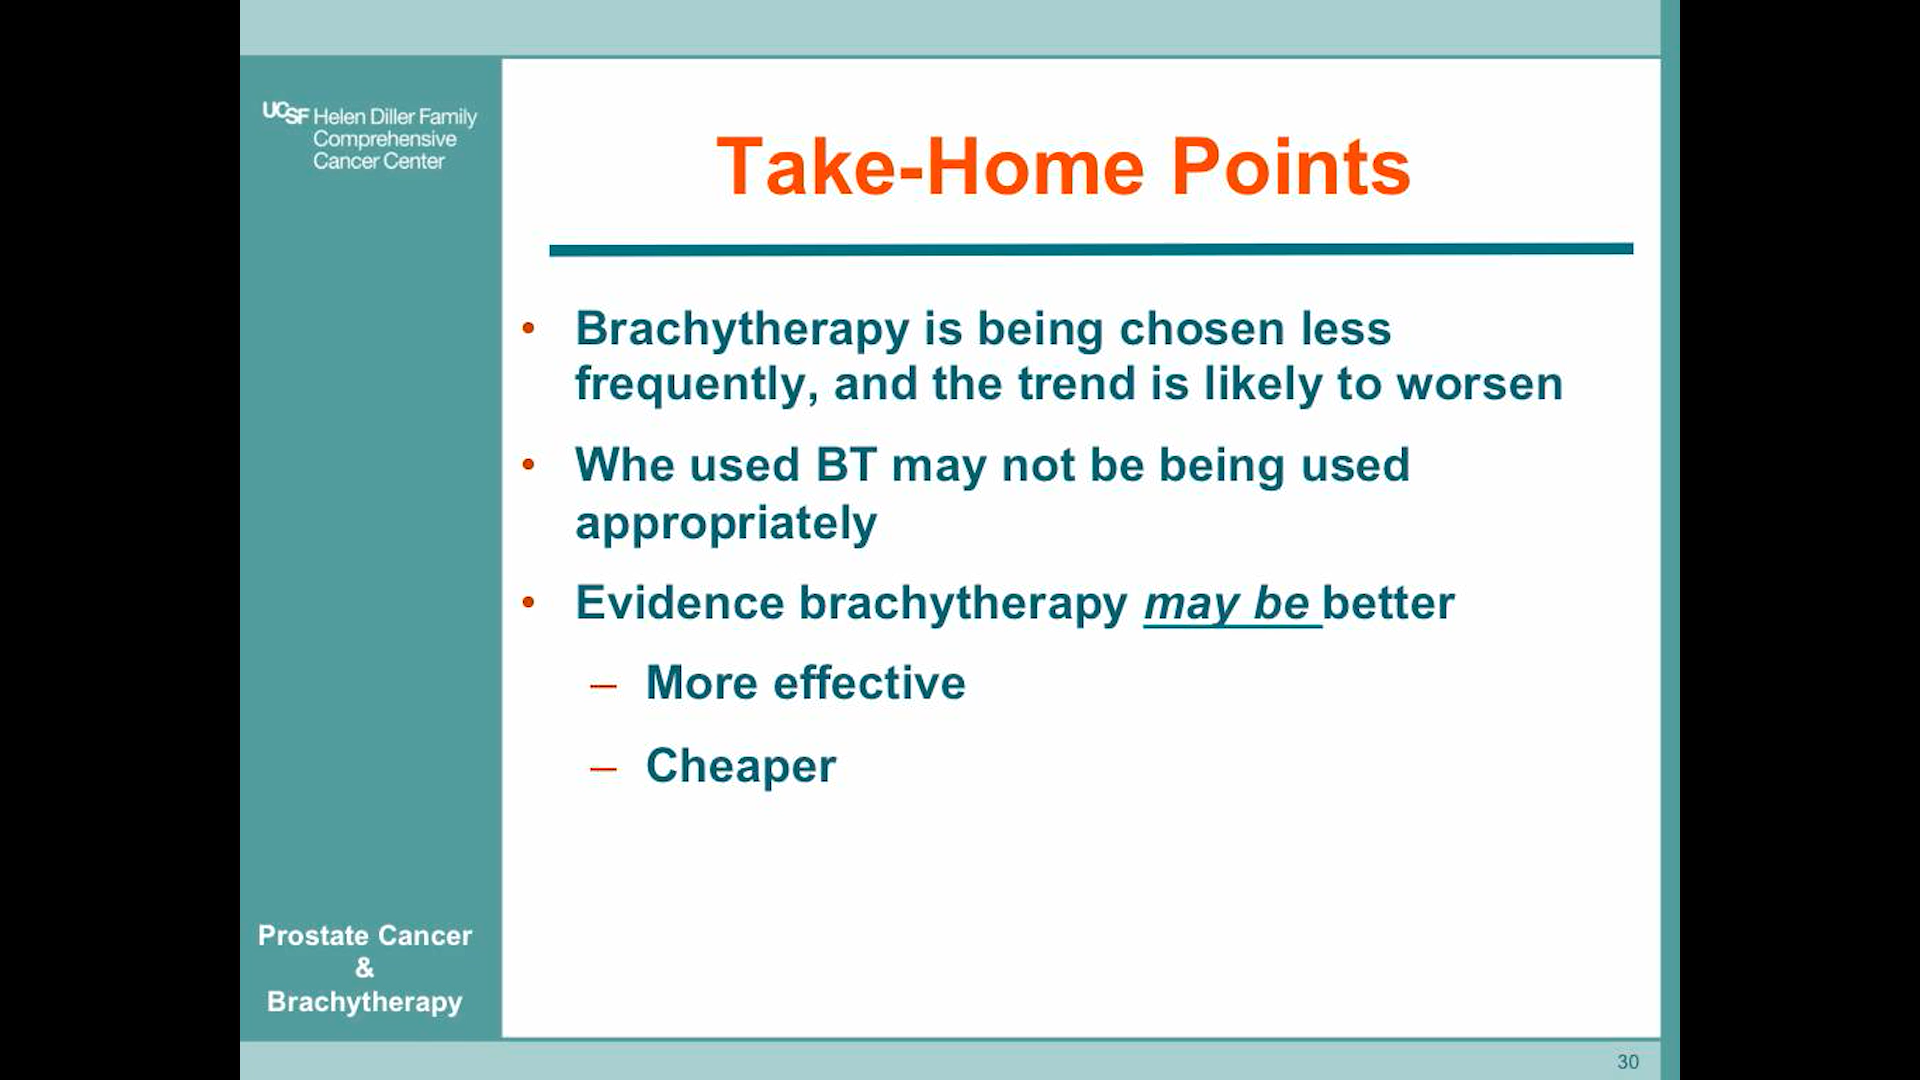 UCSF Helen Diller Family
Comprehensive
Cancer Center
Take-Home Points
• Brachytherapy is being chosen less
frequently, and the trend is likely to worsen
• Whe used BT may not be being used
appropriately
• Evidence brachytherapy may be better
– More effective
– Cheaper
Prostate Cancer
&
Brachytherapy
30